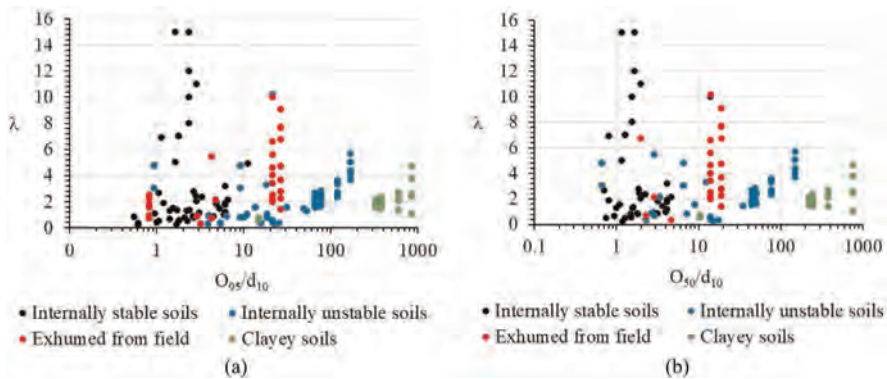 16
14
12
10
λ 8
6
4
2
0
0 1 10 100 1000
O95/d10
• Internally stable soils • Internally unstable soils
• Exhumed from field • Clayey soils
(a)
16
14
12
10
λ 8
6
4
2
0
0.1 1 10 100 1000
O50/d10
• Internally stable soils • Internally unstable soils
• Exhumed from field • Clayey soils
(b)